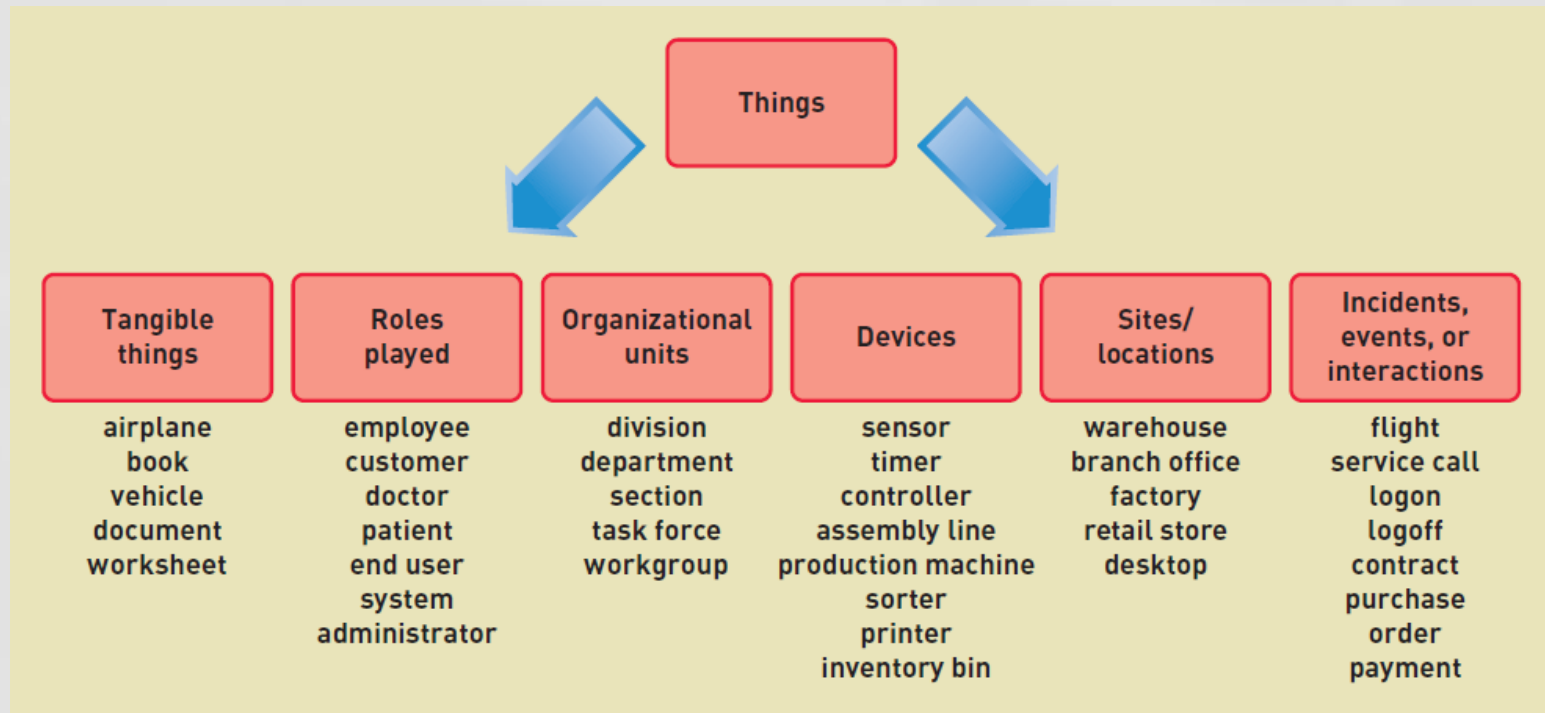 Things
Tangible
things
airplane
book
vehicle
document
worksheet
Roles
played
employee
customer
doctor
patient
end user
system
administrator
Organizational
units
division
department
section
task force
workgroup
Devices
sensor
timer
controller
assembly line
production machine
sorter
printer
inventory bin
Sites/
locations
warehouse
branch office
factory
retail store
desktop
Incidents,
events, or
interactions
flight
service call
logon
logoff
contract
purchase
order
payment